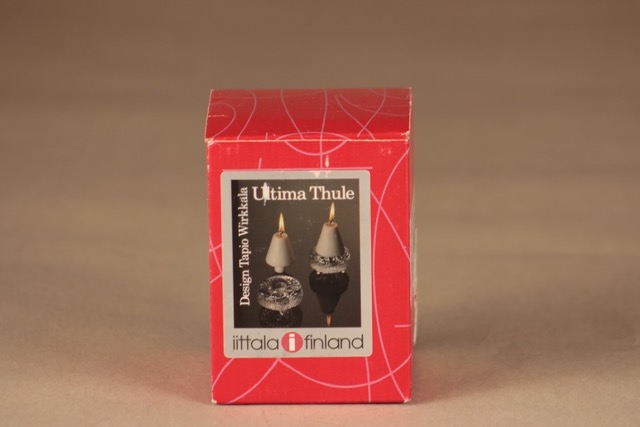 Ultima Thule
Design Tapio Wirkkala
iittala i finland